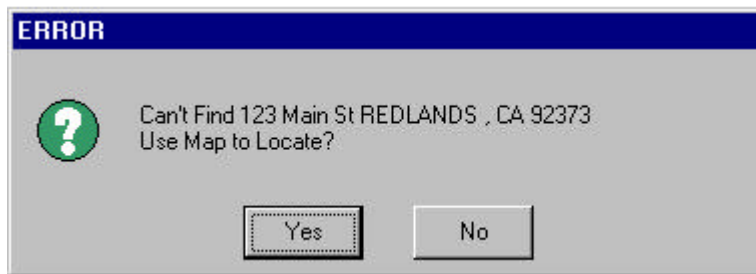 ERROR
Can't Find 123 Main St REDLANDS , CA 92373
Use Map to Locate?
Yes
No